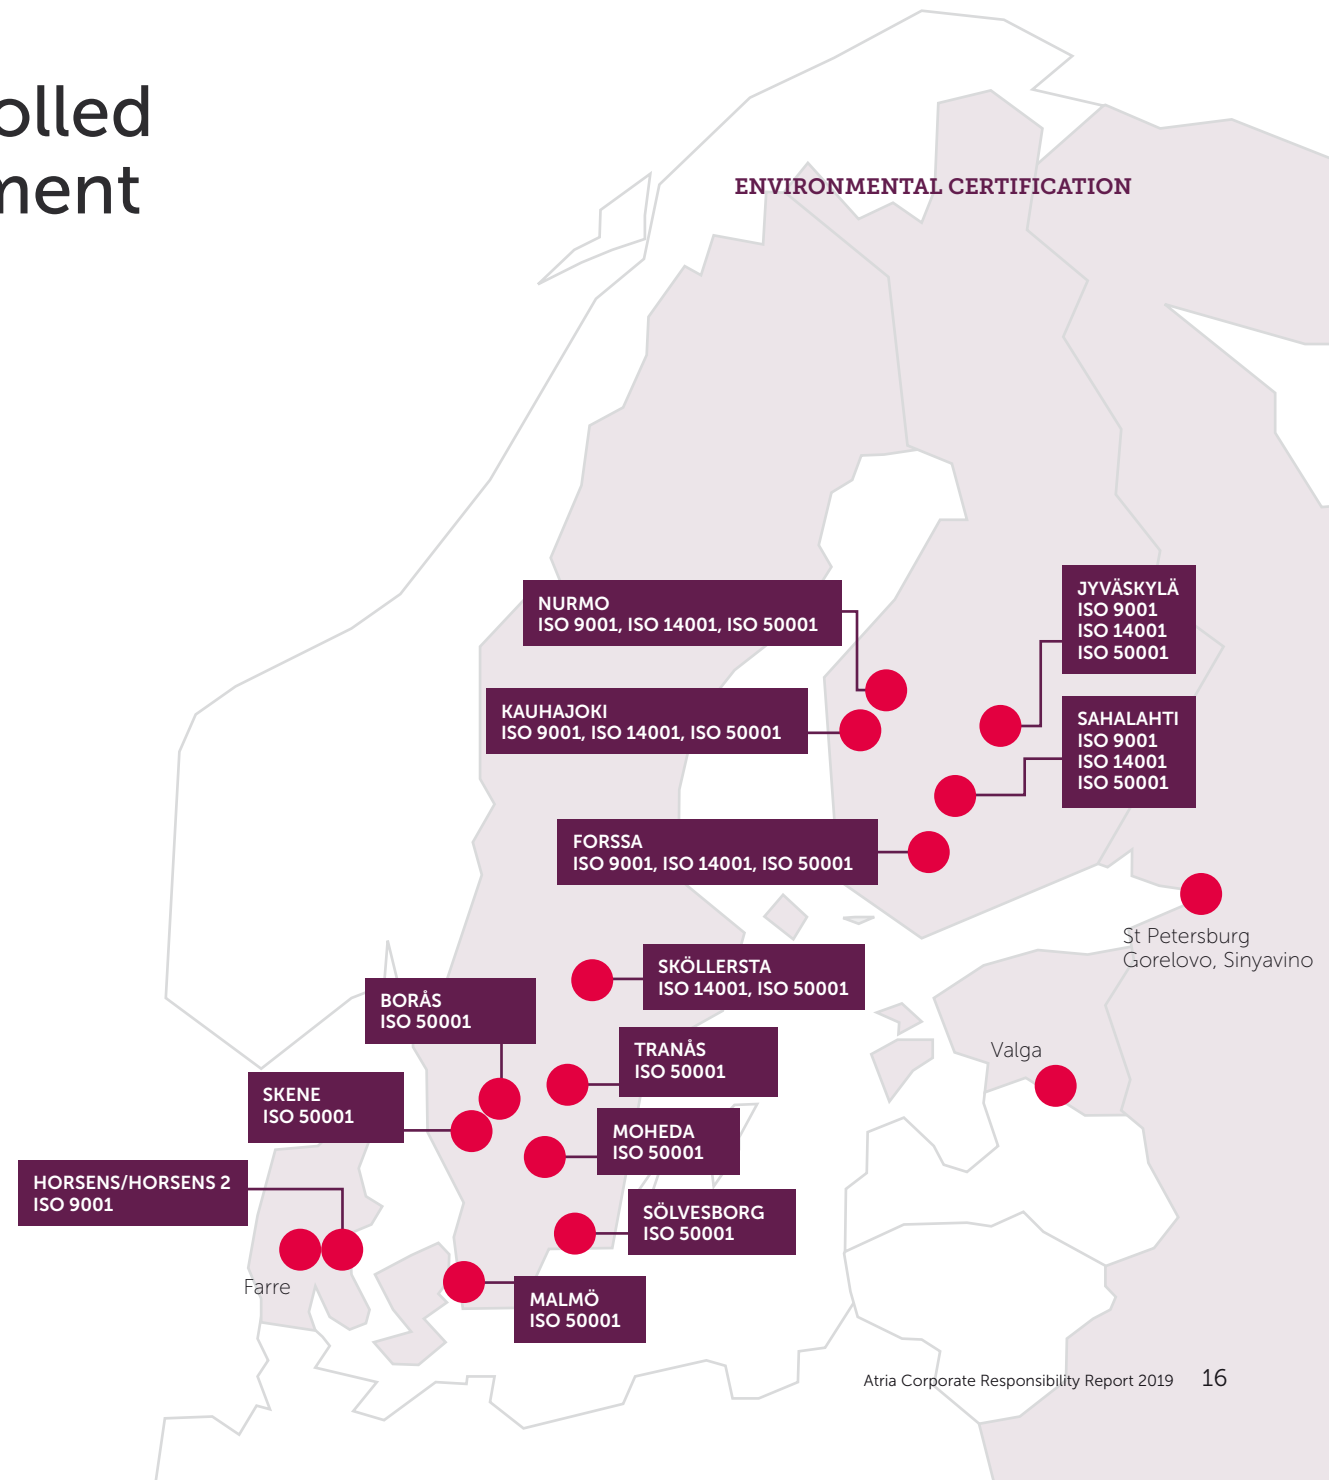 olled
ment
ENVIRONMENTAL CERTIFICATION
NURMO
ISO 9001, ISO 14001, ISO 50001
JYVÄSKYLÄ
ISO 9001
ISO 14001
ISO 50001
KAUHAJOKI
ISO 9001, ISO 14001, ISO 50001
SAHALAHTI
ISO 9001
ISO 14001
ISO 50001
FORSSA
ISO 9001, ISO 14001, ISO 50001
St Petersburg
Gorelovo, Sinyavino
SKÖLLERSTA
ISO 14001, ISO 50001
BORÅS
ISO 50001
TRANÅS
ISO 50001
Valga
SKENE
ISO 50001
MOHEDA
ISO 50001
HORSENS/HORSENS 2
ISO 9001
SÖLVESBORG
ISO 50001
Farre
MALMÖ
ISO 50001
Atria Corporate Responsibility Report 2019 16